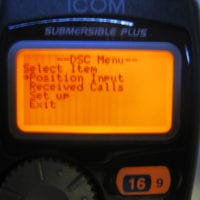 ICOM
SUBMERSIBLE PLUS
==DSC Menu==
Select Item
*Position Input
Received Calls
Set up
Exit
16 9